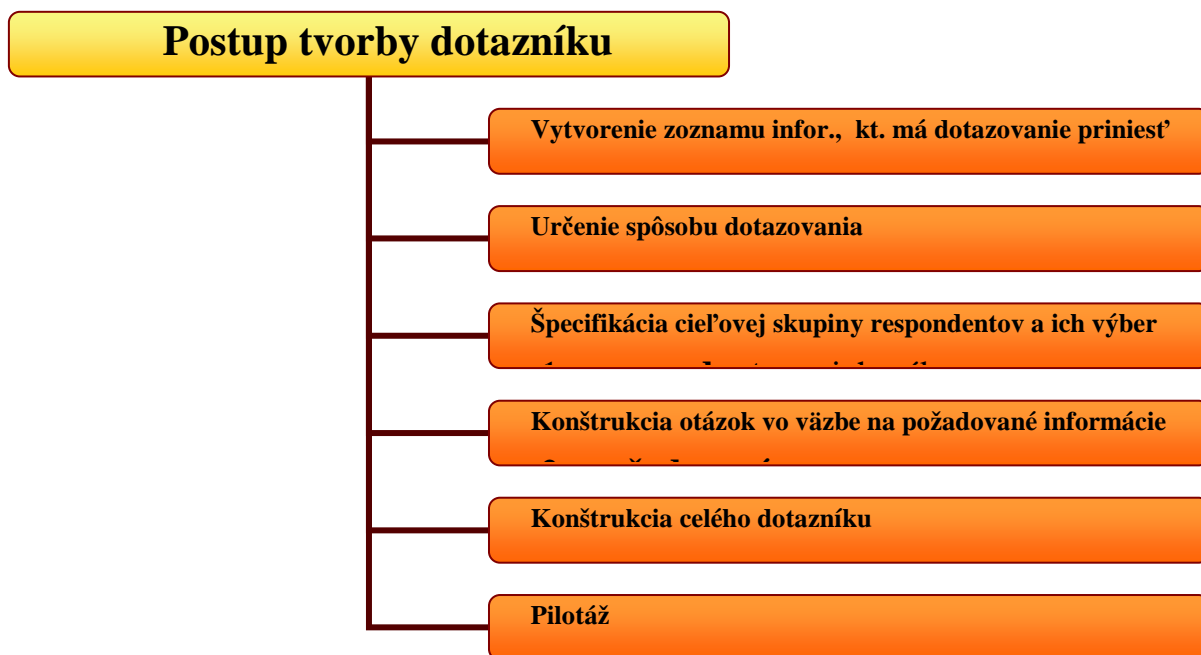 Postup tvorby dotazníku
Vytvorenie zoznamu infor., kt. má dotazovanie priniesť
Určenie spôsobu dotazovania
Špecifikácia cieľovej skupiny respondentov a ich výber
Konštrukcia otázok vo väzbe na požadované informácie
Konštrukcia celého dotazníku
Pilotáž